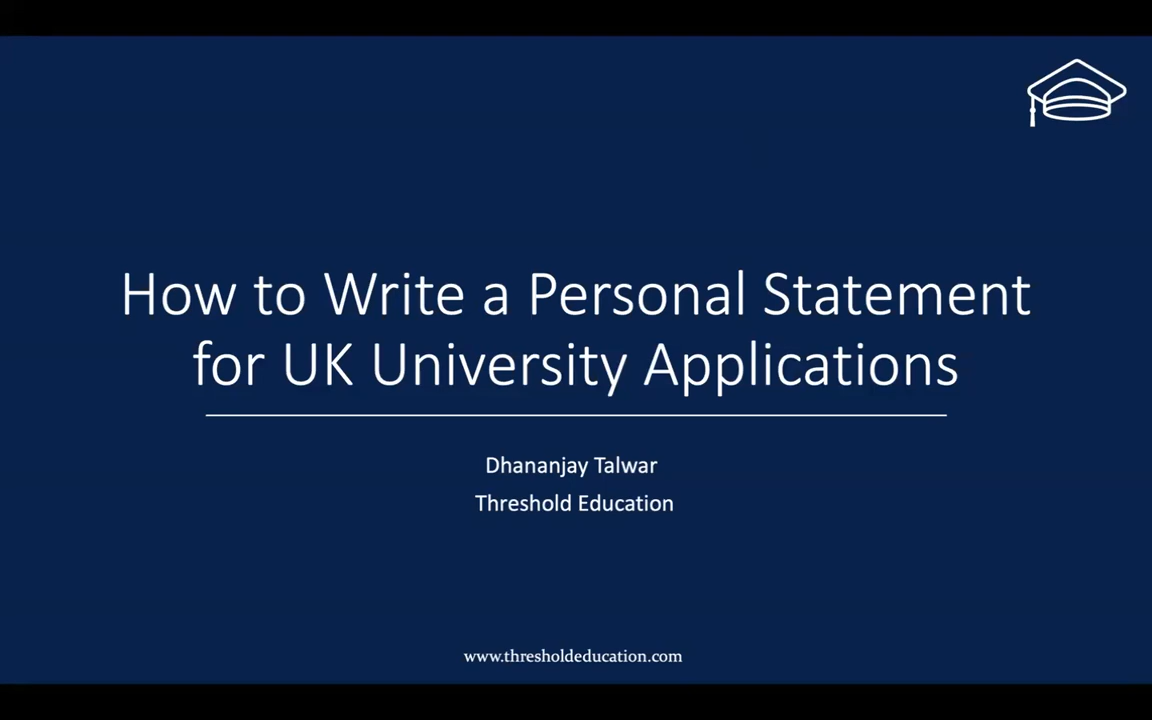 How to Write a Personal Statement
for UK University Applications
Dhananjay Talwar
Threshold Education
www.thresholdeducation.com